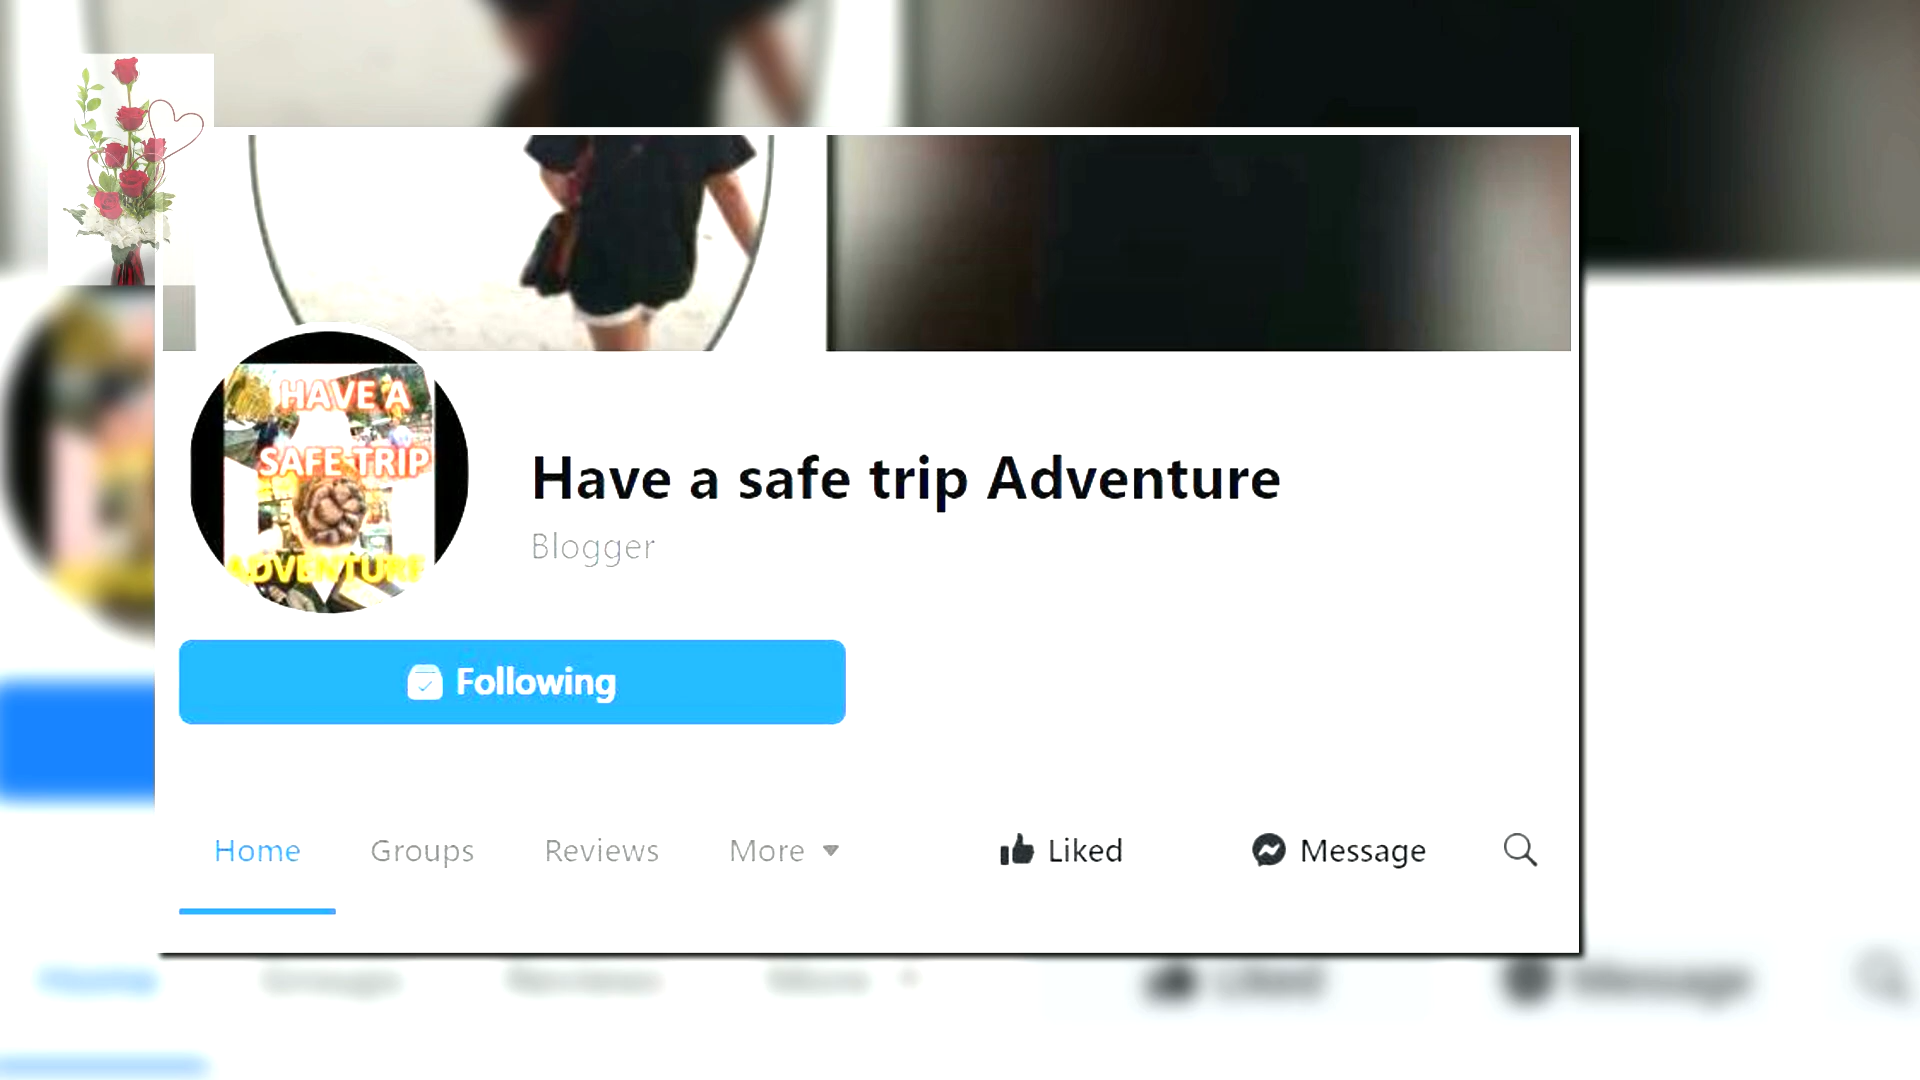 HAVE A
SAFE TRIP
ADVENTURE
Have a safe trip Adventure
Blogger
Following
Home
Groups
Reviews
More
Liked
Message